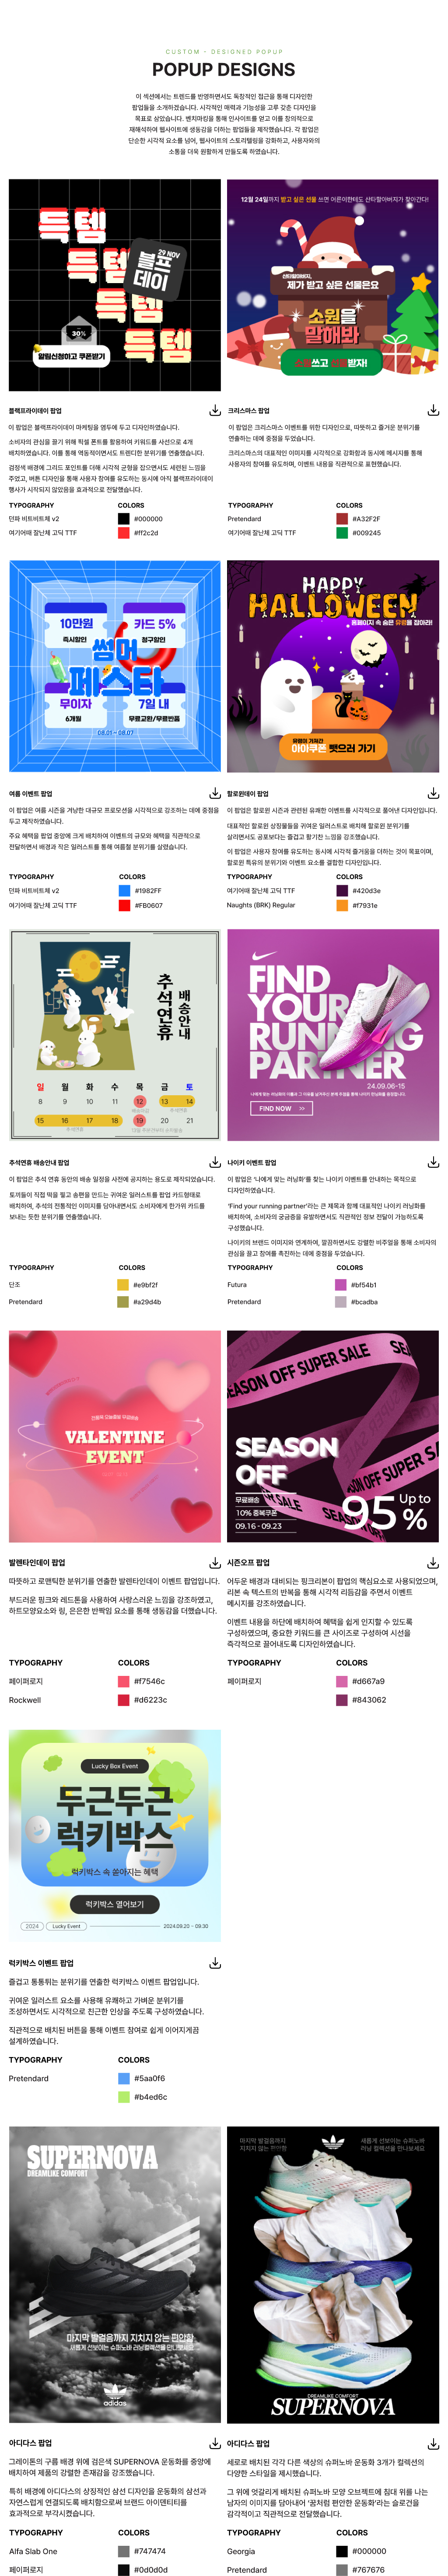 CUSTOM - DESIGNED POPUP
POPUP DESIGNS
이 섹션에서는 트렌드를 반영하면서도 독창적인 접근을 통해 디자인한
팝업들을 소개하겠습니다. 시각적인 매력과 기능성을 고루 갖춘 디자인을
목표로 삼았습니다. 벤치마킹을 통해 인사이트를 얻고 이를 창의적으로
재해석하여 웹사이트에 생동감을 더하는 팝업들을 제작했습니다. 각 팝업은
단순한 시각적 요소를 넘어, 웹사이트의 스토리텔링을 강화하고, 사용자와의
소통을 더욱 원활하게 만들도록 하였습니다.
득템
득템
득템
득템
29 NOV
블프
데이
30%
알림신청하고 쿠폰받기
12월 24일까지 받고 싶은 선물 쓰면 어른이한테도 산타할아버지가 찾아간다!
산타할아버지,
제가 받고 싶은 선물은요
소원을
말해봐
소원쓰고 선물받자!
블랙프라이데이 팝업
이 팝업은 블랙프라이데이 마케팅을 염두에 두고 디자인하였습니다.
소비자의 관심을 끌기 위해 픽셀 폰트를 활용하여 키워드를 사선으로 4개
배치하였습니다. 이를 통해 역동적이면서도 트렌디한 분위기를 연출했습니다.
검정색 배경에 그리드 포인트를 더해 시각적 균형을 잡으면서도 세련된 느낌을
주었고, 버튼 디자인을 통해 사용자 참여를 유도하는 동시에 아직 블랙프라이데이
행사가 시작되지 않았음을 효과적으로 전달했습니다.
TYPOGRAPHY
COLORS
던파 비트비트체 v2
#000000
여기어때 잘난체 고딕 TTF
#ff2c2d
크리스마스 팝업
이 팝업은 크리스마스 이벤트를 위한 디자인으로, 따뜻하고 즐거운 분위기를
연출하는 데에 중점을 두었습니다.
크리스마스의 대표적인 이미지를 시각적으로 강화함과 동시에 메시지를 통해
사용자의 참여를 유도하며, 이벤트 내용을 직관적으로 표현했습니다.
TYPOGRAPHY
COLORS
Pretendard
#A32F2F
여기어때 잘난체 고딕 TTF
#009245
10만원
즉시할인
카드 5%
청구할인
썸머
페스타
무이자
6개월
7일 내
무료교환/무료반품
08.01 - 08.07
HAPPY
HALLOWEEN
홈페이지 속 숨은 유령을 잡아라!
유령이 가져간
아이쿠폰 뺏으러 가기
여름 이벤트 팝업
이 팝업은 여름 시즌을 겨냥한 대규모 프로모션을 시각적으로 강조하는 데에 중점을
두고 제작하였습니다.
주요 혜택을 팝업 중앙에 크게 배치하여 이벤트의 규모와 혜택을 직관적으로
전달하면서 배경과 작은 일러스트를 통해 여름철 분위기를 살렸습니다.
TYPOGRAPHY
COLORS
던파 비트비트체 v2
#1982FF
여기어때 잘난체 고딕 TTF
#FB0607
할로윈데이 팝업
이 팝업은 할로윈 시즌과 관련된 유쾌한 이벤트를 시각적으로 풀어낸 디자인입니다.
대표적인 할로윈 상징물들을 귀여운 일러스트로 배치해 할로윈 분위기를
살리면서도 공포보다는 즐겁고 활기찬 느낌을 강조했습니다.
이 팝업은 사용자 참여를 유도하는 동시에 시각적 즐거움을 더하는 것이 목표이며,
할로윈 특유의 분위기와 이벤트 요소를 결합한 디자인입니다.
TYPOGRAPHY
COLORS
여기어때 잘난체 고딕 TTF
#420d3e
Naughts (BRK) Regular
#f7931e
추석연휴
배송안내
일 월 화 수 목 금 토
8 9 10 11 12 13 14
15 16 17 18 19 20 21
FIND
YOUR
RUNNING
PARTNER
24.09.06-15
FIND NOW >>
추석연휴 배송안내 팝업
이 팝업은 추석 연휴 동안의 배송 일정을 사전에 공지하는 용도로 제작되었습니다.
토끼들이 직접 떡을 찧고 송편을 만드는 귀여운 일러스트를 팝업 카드형태로
배치하여, 추석의 전통적인 이미지를 담아내면서도 소비자에게 한가위 카드를
보내는 듯한 분위기를 연출했습니다.
TYPOGRAPHY
COLORS
단조
#e9bf2f
Pretendard
#a29d4b
나이키 이벤트 팝업
이 팝업은 '나에게 맞는 러닝화'를 찾는 나이키 이벤트를 안내하는 목적으로
디자인하였습니다.
'Find your running partner'라는 큰 제목과 함께 대표적인 나이키 러닝화를
배치하여, 소비자의 궁금증을 유발하면서도 직관적인 정보 전달이 가능하도록
구성했습니다.
나이키의 브랜드 이미지와 연계하여, 깔끔하면서도 강렬한 비주얼을 통해 소비자의
관심을 끌고 참여를 촉진하는 데에 중점을 두었습니다.
TYPOGRAPHY
COLORS
Futura
#bf54b1
Pretendard
#bcadba
VALENTINE
EVENT
EASON OFF SUPER SALE
SEASON
OFF
무료배송
10% 중복쿠폰
09.16 - 09.23
Up to
95%
발렌타인데이 팝업
따뜻하고 로맨틱한 분위기를 연출한 발렌타인데이 이벤트 팝업입니다.
부드러운 핑크와 레드톤을 사용하여 사랑스러운 느낌을 강조하였고,
하트모양요소와 링, 은은한 반짝임 요소를 통해 생동감을 더했습니다.
TYPOGRAPHY
COLORS
페이퍼로지
#f7546c
Rockwell
#d6223c
시즌오프 팝업
어두운 배경과 대비되는 핑크리본이 팝업의 핵심요소로 사용되었으며,
리본 속 텍스트의 반복을 통해 시각적 리듬감을 주면서 이벤트
메시지를 강조하였습니다.
이벤트 내용을 하단에 배치하여 혜택을 쉽게 인지할 수 있도록
구성하였으며, 중요한 키워드를 큰 사이즈로 구성하여 시선을
즉각적으로 끌어내도록 디자인하였습니다.
TYPOGRAPHY
COLORS
페이퍼로지
#d667a9
#843062
Lucky Box Event
두근두근
럭키박스
럭키박스 속 쏟아지는 혜택
럭키박스 열어보기
2024
Lucky Event
2024.09.20 - 09.30
럭키박스 이벤트 팝업
즐겁고 통통튀는 분위기를 연출한 럭키박스 이벤트 팝업입니다.
귀여운 일러스트 요소를 사용해 유쾌하고 가벼운 분위기를
조성하면서도 시각적으로 친근한 인상을 주도록 구성하였습니다.
직관적으로 배치된 버튼을 통해 이벤트 참여로 쉽게 이어지게끔
설계하였습니다.
TYPOGRAPHY
COLORS
Pretendard
#5aa0f6
#b4ed6c
SUPERNOVA
DREAMLIKE COMFORT
마지막 발걸음까지 지치지 않는 편안함
새롭게 선보이는 슈퍼노바 러닝 컬렉션을 만나보세요
adidas
마지막 발걸음까지
지치지 않는 편안함
새롭게 선보이는 슈퍼노바
러닝 컬렉션을 만나보세요
DREAMLIKE COMFORT
SUPERNOVA
아디다스 팝업
그레이톤의 구름 배경 위에 검은색 SUPERNOVA 운동화를 중앙에
배치하여 제품의 강렬한 존재감을 강조했습니다.
특히 배경에 아디다스의 상징적인 삼선 디자인을 운동화의 삼선과
자연스럽게 연결되도록 배치함으로써 브랜드 아이덴티티를
효과적으로 부각시켰습니다.
TYPOGRAPHY
COLORS
Alfa Slab One
#747474
페이퍼로지
#0d0d0d
아디다스 팝업
세로로 배치된 각각 다른 색상의 슈퍼노바 운동화 3개가 컬렉션의
다양한 스타일을 제시했습니다.
그 위에 엇갈리게 배치된 슈퍼노바 모양 오브젝트에 침대 위를 나는
남자의 이미지를 담아내어 '꿈처럼 편안한 운동화'라는 슬로건을
감각적이고 직관적으로 전달했습니다.
TYPOGRAPHY
COLORS
Georgia
#000000
Pretendard
#767676